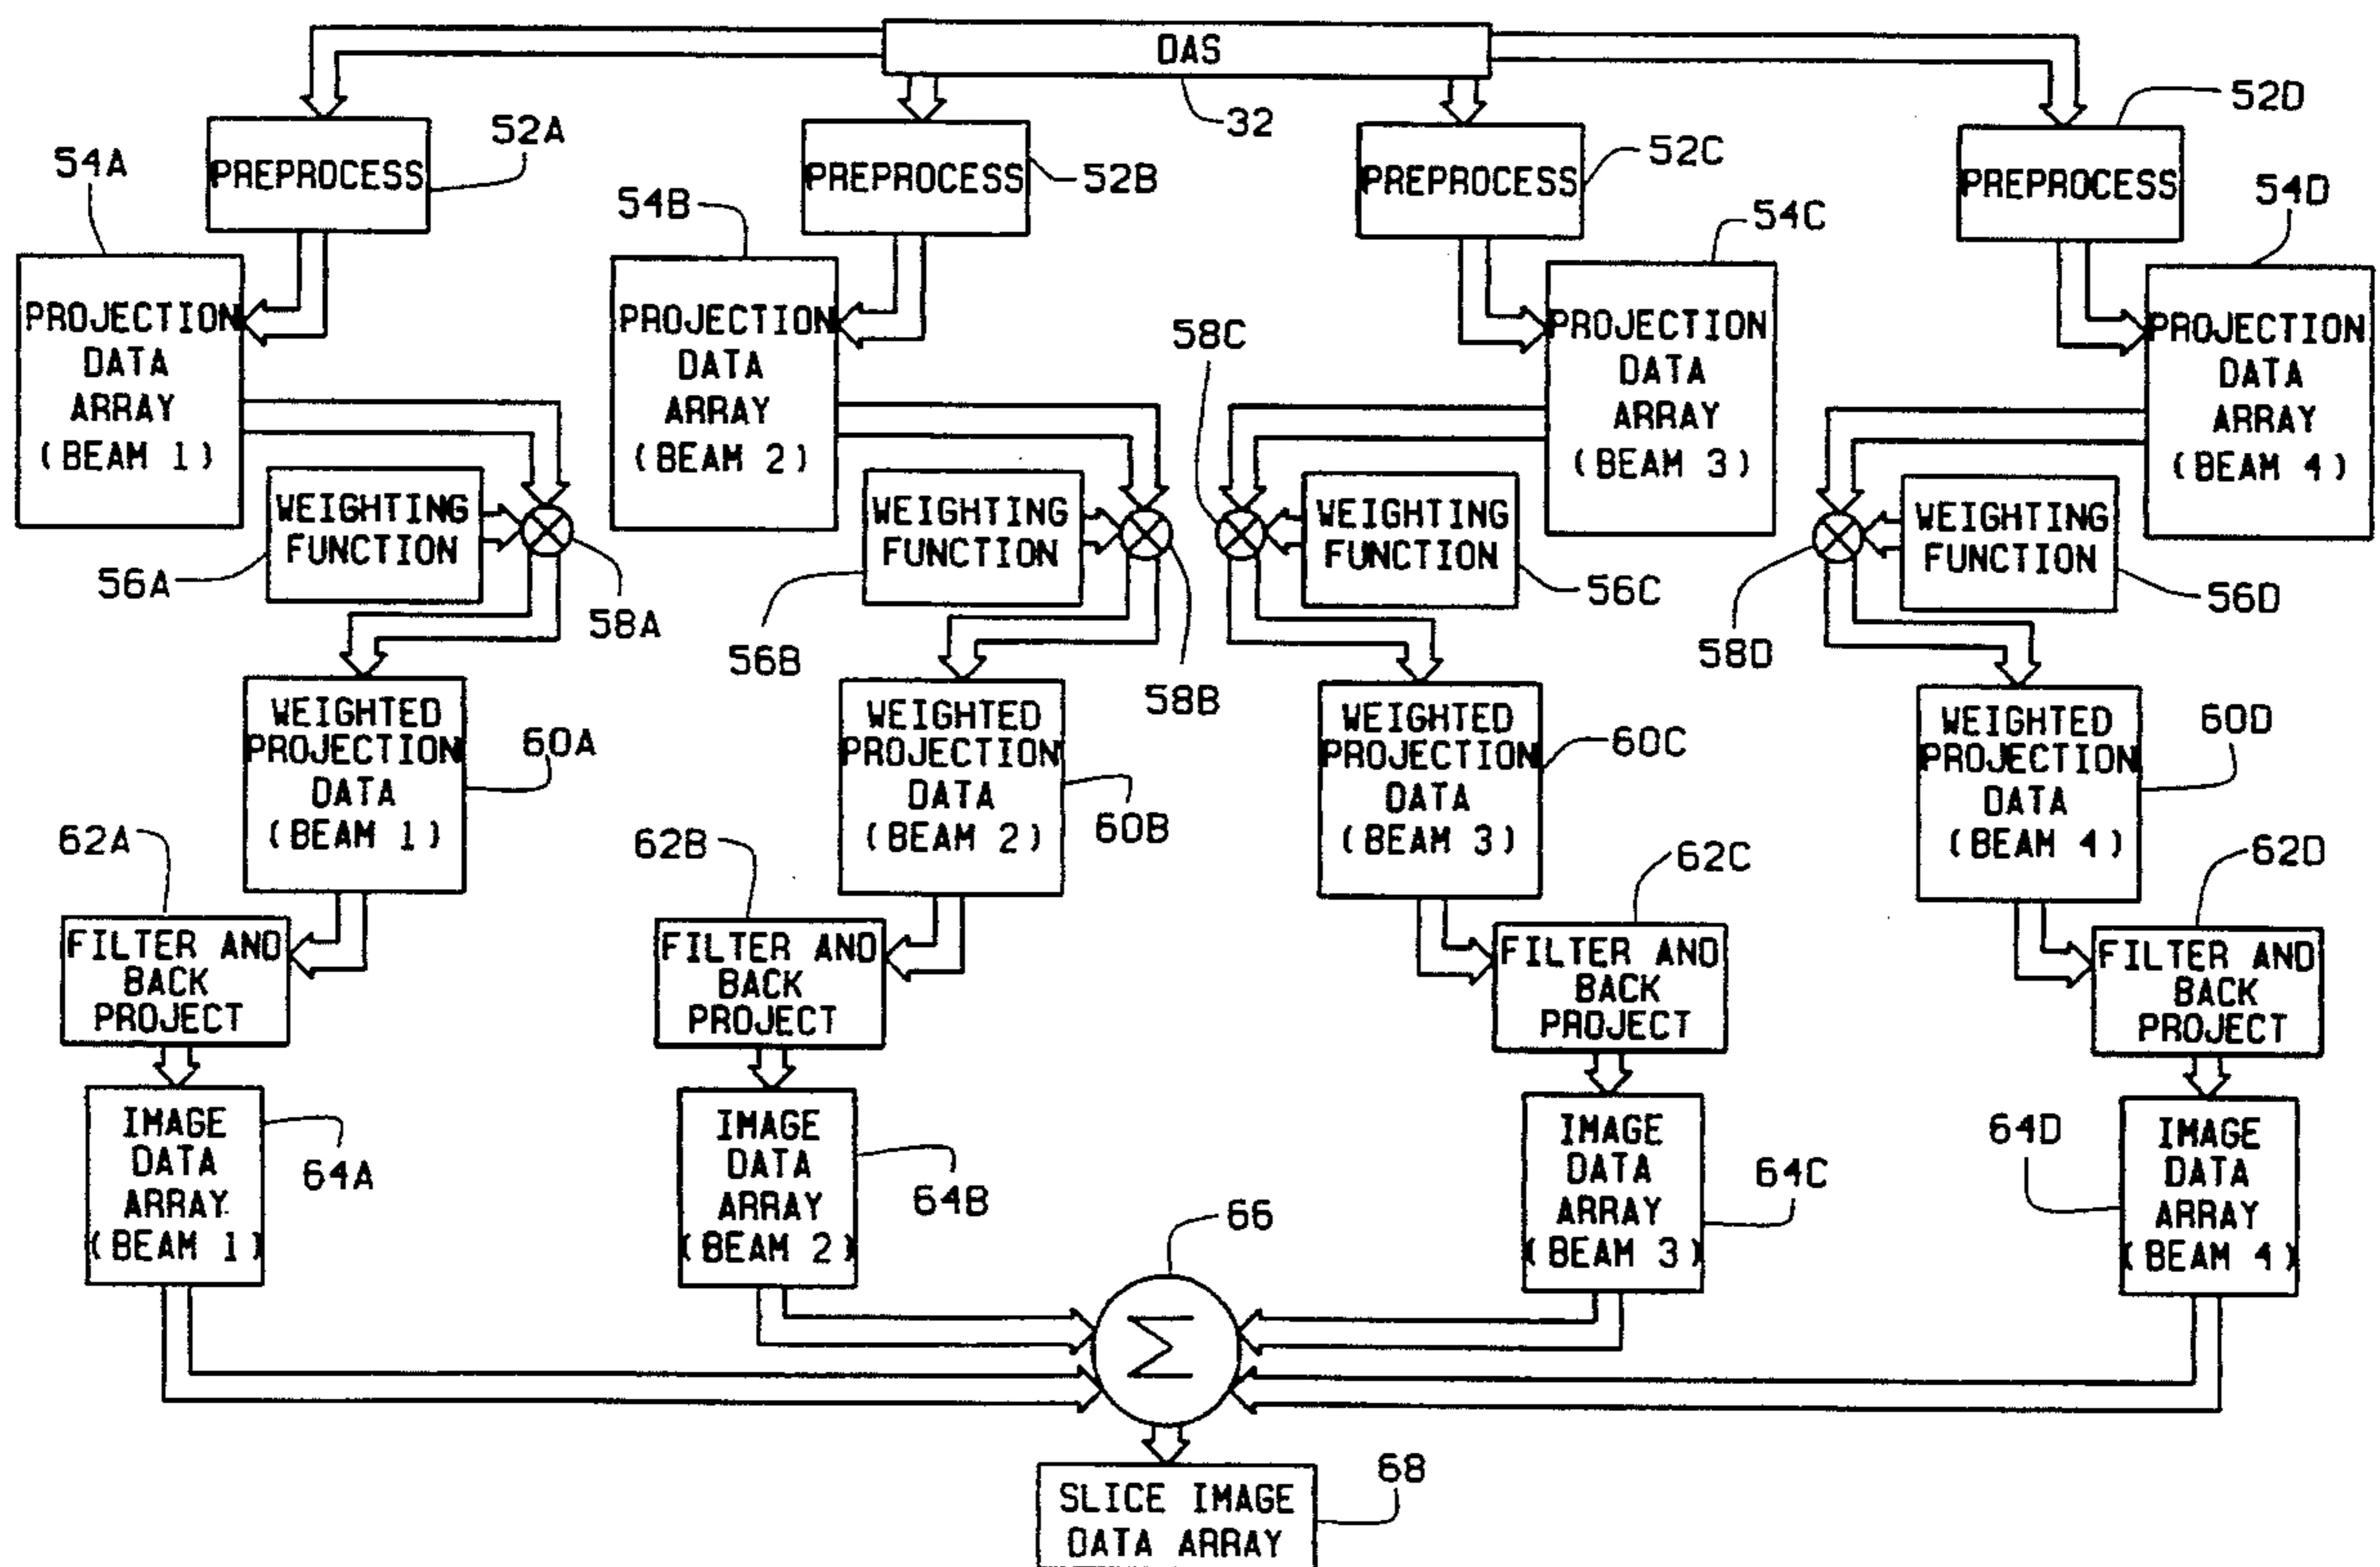 DAS
32
PREPROCESS
52A
PREPROCESS
52B
PREPROCESS
52C
PREPROCESS
52D
54A
PROJECTION
DATA
ARRAY
(BEAM 1)
54B
PROJECTION
DATA
ARRAY
(BEAM 2)
54C
PROJECTION
DATA
ARRAY
(BEAM 3)
54D
PROJECTION
DATA
ARRAY
(BEAM 4)
WEIGHTING
FUNCTION
56A
58A
WEIGHTING
FUNCTION
56B
58B
58C
WEIGHTING
FUNCTION
56C
WEIGHTING
FUNCTION
56D
58D
WEIGHTED
PROJECTION
DATA
(BEAM 1)
60A
WEIGHTED
PROJECTION
DATA
(BEAM 2)
60B
WEIGHTED
PROJECTION
DATA
(BEAM 3)
60C
WEIGHTED
PROJECTION
DATA
(BEAM 4)
60D
62A
FILTER AND
BACK
PROJECT
62B
FILTER AND
BACK
PROJECT
62C
FILTER AND
BACK
PROJECT
62D
FILTER AND
BACK
PROJECT
IMAGE
DATA
ARRAY
(BEAM 1)
64A
IMAGE
DATA
ARRAY
(BEAM 2)
64B
IMAGE
DATA
ARRAY
(BEAM 3)
64C
64D
IMAGE
DATA
ARRAY
(BEAM 4)
66
Σ
SLICE IMAGE
DATA ARRAY
68